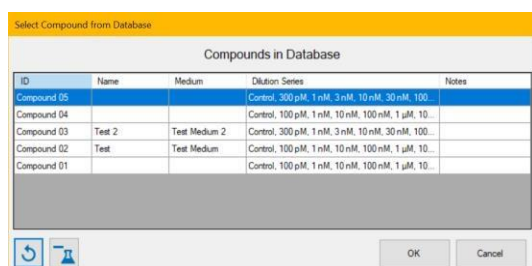 Select Compound from Database
Compounds in Database
ID Name Medium Dilution Series Notes
Compound 05 Control, 300 pM, 1 nM, 3 nM, 10 nM, 30 nM, 100...
Compound 04 Control, 100 pM, 1 nM, 10 nM, 100 nM, 1 µM, 10...
Compound 03 Test 2 Test Medium 2 Control, 300 pM, 1 nM, 3 nM, 10 nM, 30 nM, 100...
Compound 02 Test Test Medium Control, 100 pM, 1 nM, 10 nM, 100 nM, 1 µM, 10...
Compound 01 Control, 100 pM, 1 nM, 10 nM, 100 nM, 1 µM, 10...
OK Cancel